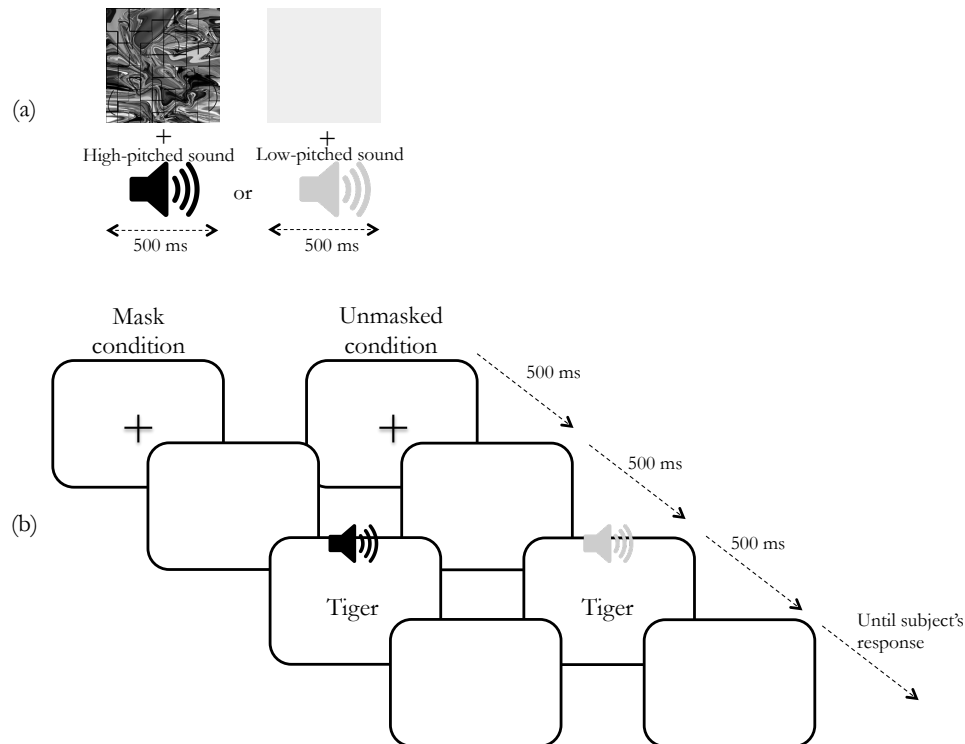 (a)
+
+
High-pitched sound
Low-pitched sound
or
500 ms
500 ms
Mask
condition
Unmasked
condition
500 ms
500 ms
(b)
500 ms
Tiger
Tiger
Until subject's
response